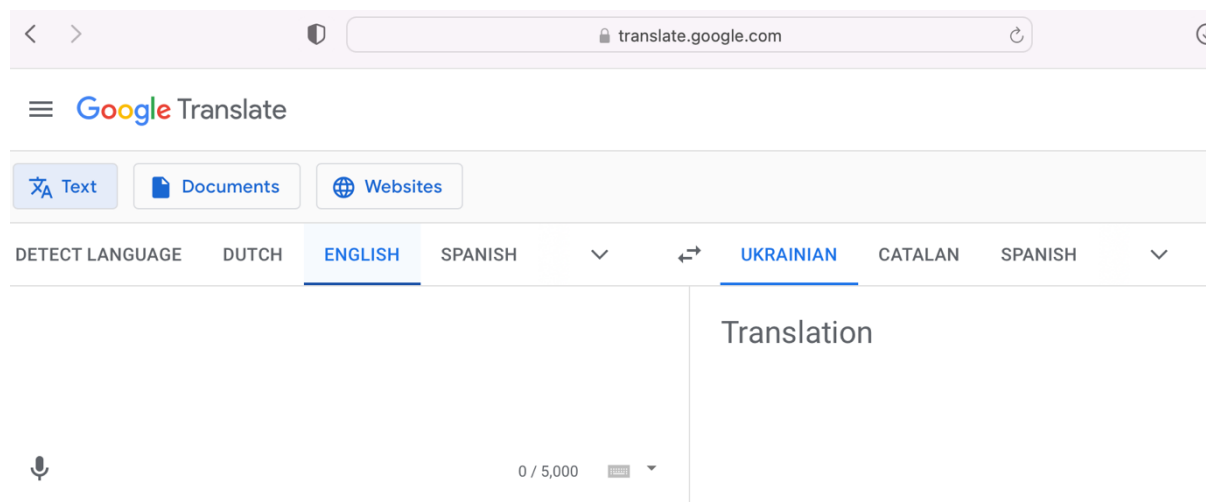 translate.google.com
Google Translate
Text Documents Websites
DETECT LANGUAGE DUTCH ENGLISH SPANISH UKRAINIAN CATALAN SPANISH
Translation
0 / 5,000